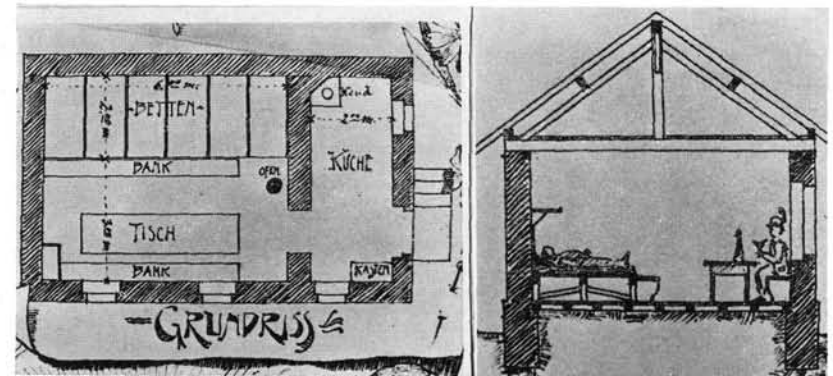 -BETTEN-
KÜCHE
BANK
OFEN
TISCH
BANK
KASTEN
GRUNDRISS